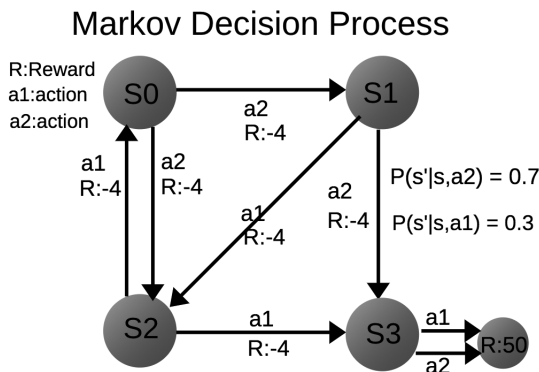 Markov Decision Process
R:Reward
a1:action
a2:action
S0
S1
a2
R:-4
a1
R:-4
a2
R:-4
a2
R:-4
P(s'|s,a2) = 0.7
P(s'|s,a1) = 0.3
a1
R:-4
S2
a1
R:-4
S3
a1
R:50
a2